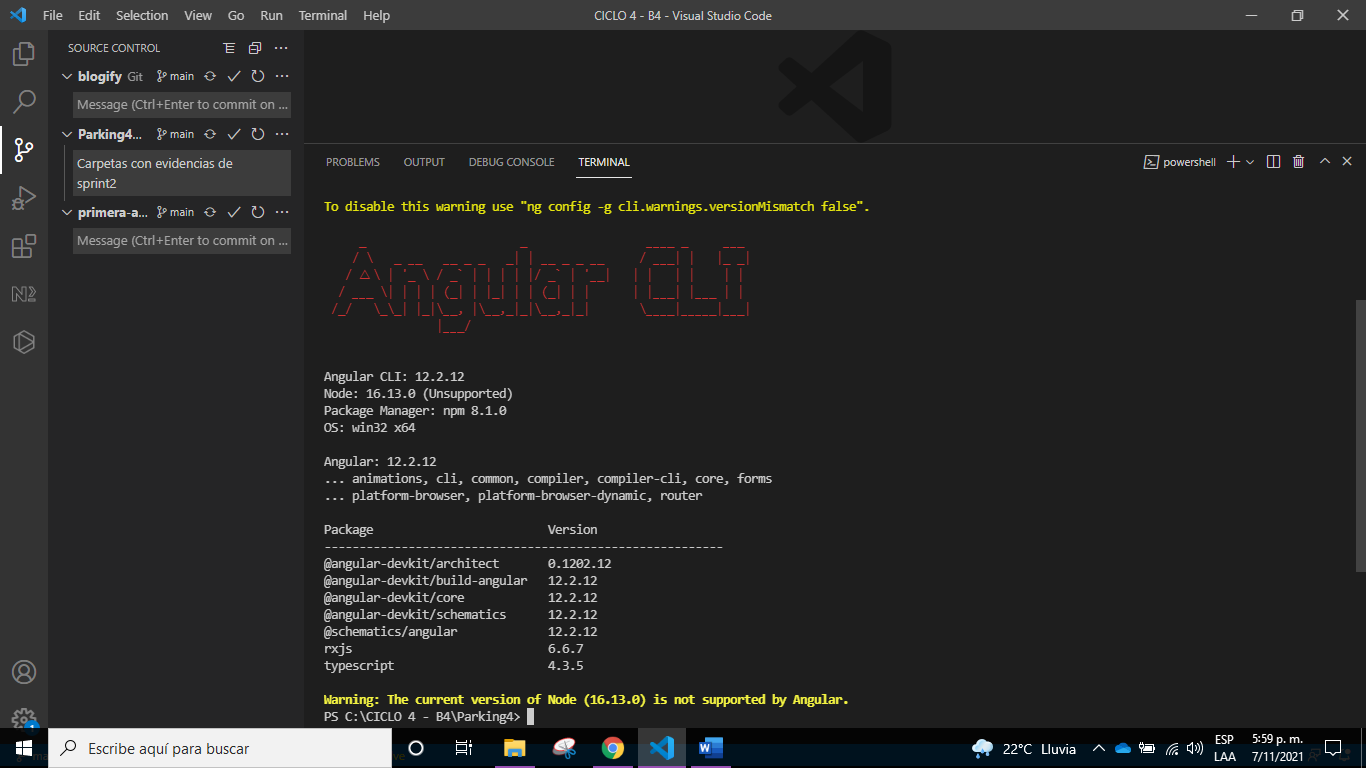 File Edit Selection View Go Run Terminal Help
CICLO 4 - B4 - Visual Studio Code
SOURCE CONTROL
blogify Git main
Message (Ctrl+Enter to commit on ...
Parking4... main
Carpetas con evidencias de
sprint2
primera-a... main
Message (Ctrl+Enter to commit on ...
PROBLEMS OUTPUT DEBUG CONSOLE TERMINAL
powershell
To disable this warning use "ng config -g cli.warnings.versionMismatch false".
Angular CLI
Angular CLI: 12.2.12
Node: 16.13.0 (Unsupported)
Package Manager: npm 8.1.0
OS: win32 x64
Angular: 12.2.12
... animations, cli, common, compiler, compiler-cli, core, forms
... platform-browser, platform-browser-dynamic, router
Package Version
---------------------------------------------------------
@angular-devkit/architect 0.1202.12
@angular-devkit/build-angular 12.2.12
@angular-devkit/core 12.2.12
@angular-devkit/schematics 12.2.12
@schematics/angular 12.2.12
rxjs 6.6.7
typescript 4.3.5
Warning: The current version of Node (16.13.0) is not supported by Angular.
PS C:\CICLO 4 - B4\Parking4>
1
Escribe aquí para buscar
22°C Lluvia
ESP
LAA
5:59 p. m.
7/11/2021